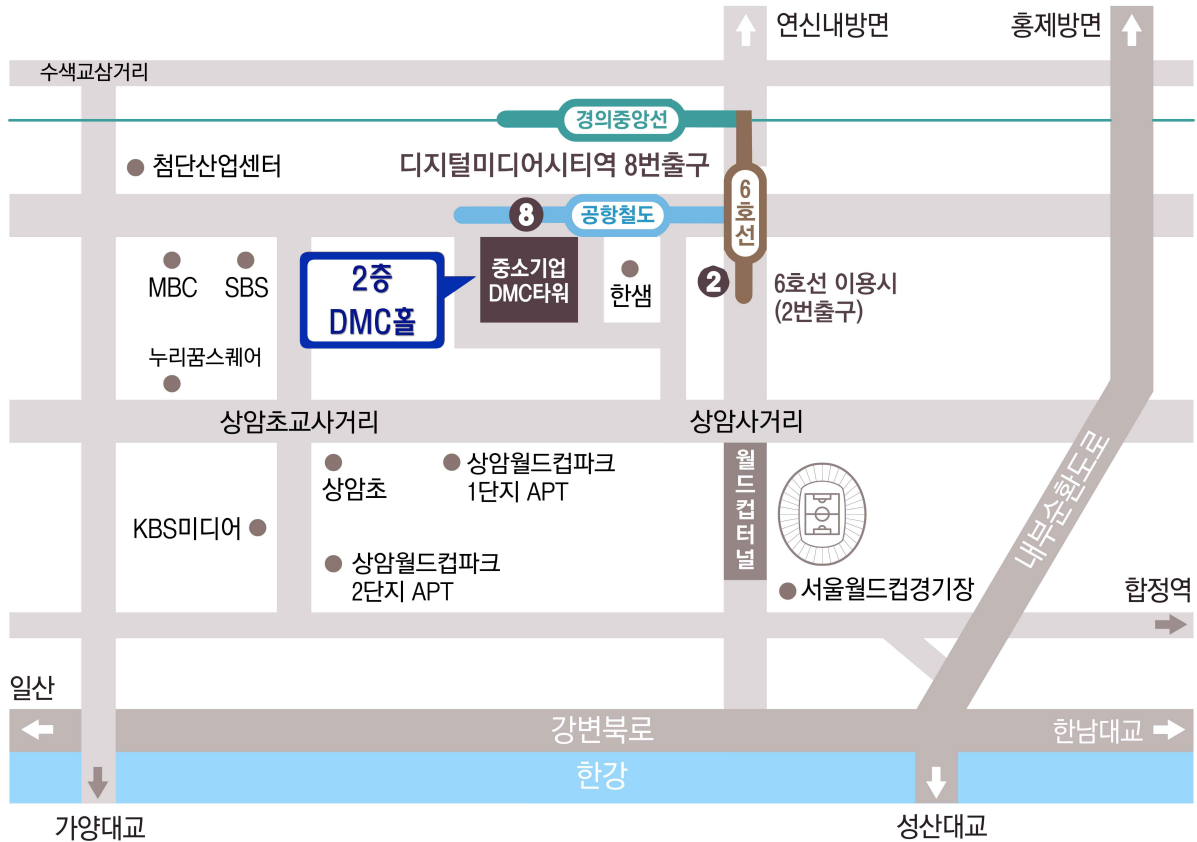 연신내방면
홍제방면
수색교삼거리
경의중앙선
첨단산업센터
디지털미디어시티역 8번출구
6호선
8
공항철도
MBC
SBS
2층
DMC홀
중소기업
DMC타워
한샘
2
6호선 이용시
(2번출구)
누리꿈스퀘어
상암초교사거리
상암사거리
월드컵터널
내부순환도로
상암초
상암월드컵파크
1단지 APT
KBS미디어
상암월드컵파크
2단지 APT
서울월드컵경기장
합정역
일산
강변북로
한남대교
한강
가양대교
성산대교